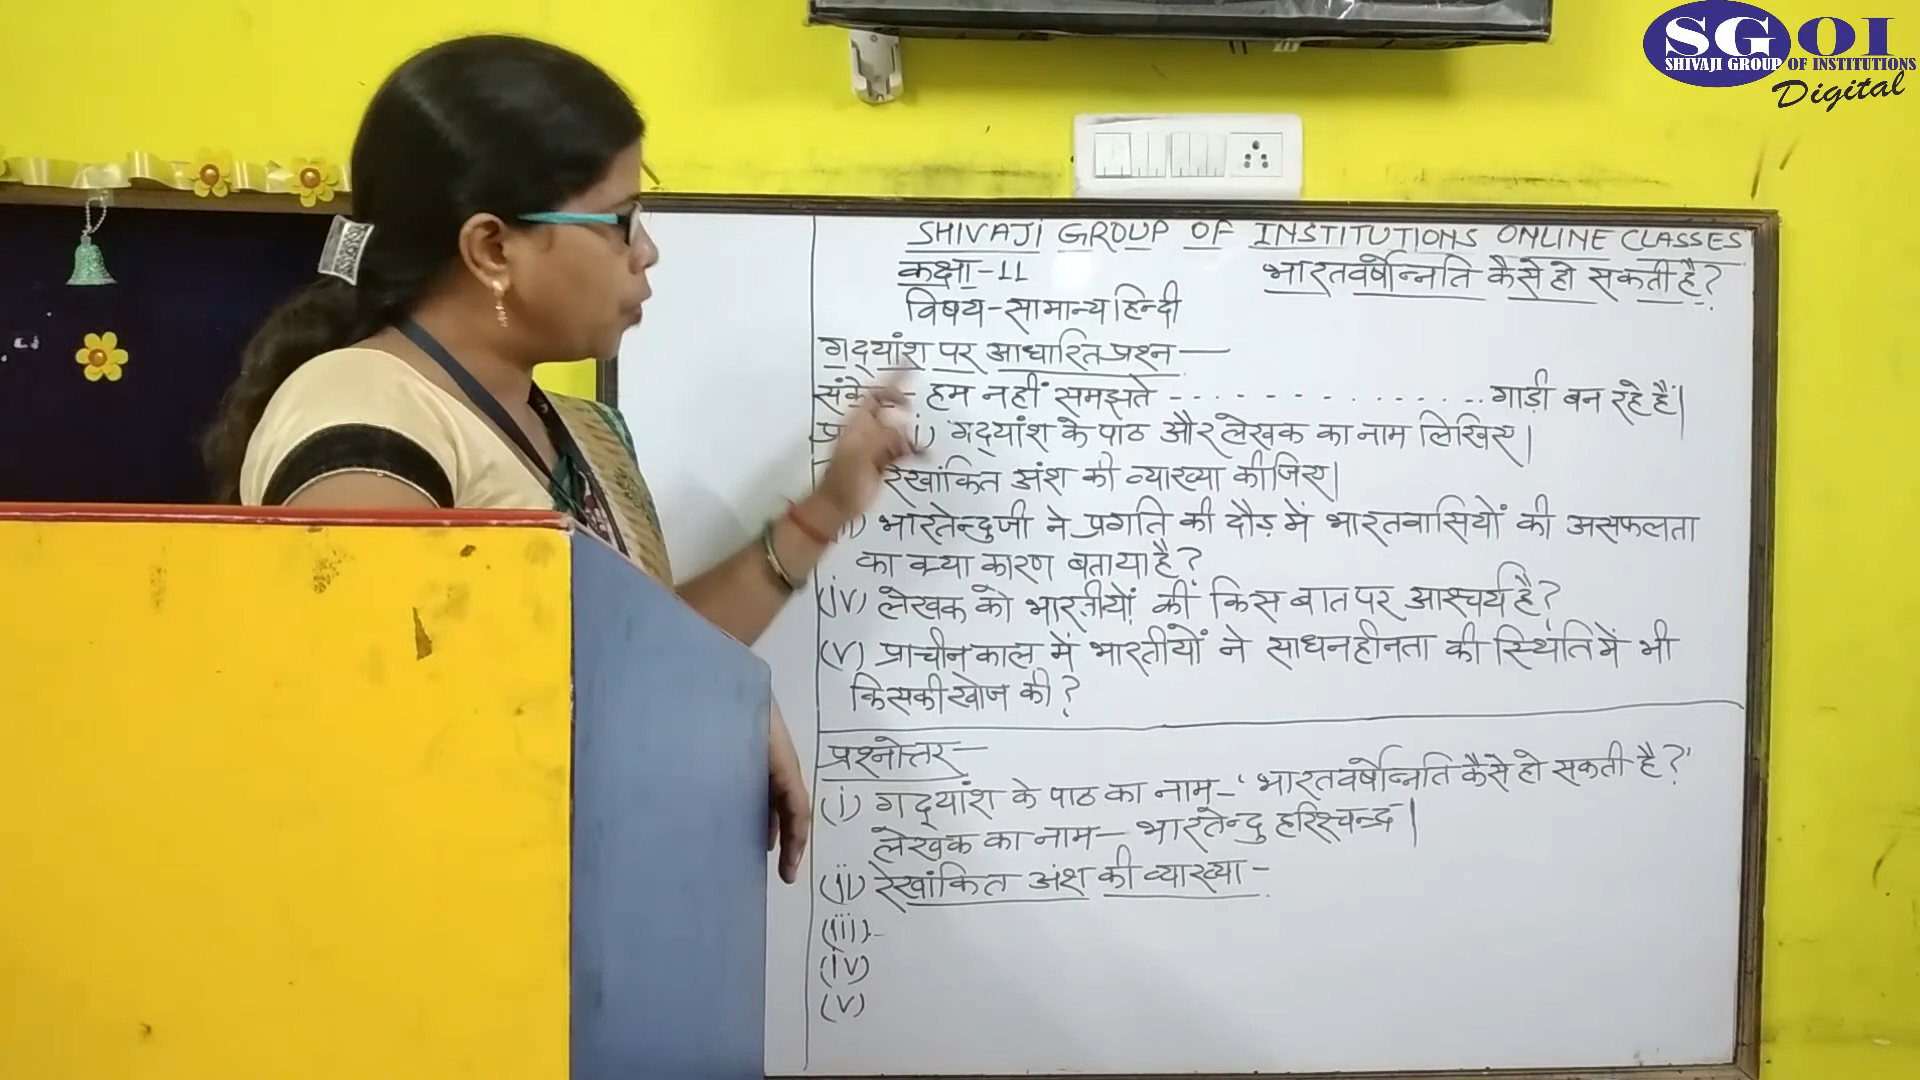 SGOI
SHIVAJI GROUP OF INSTITUTIONS
Digital
SHIVAJI GROUP OF INSTITUTIONS ONLINE CLASSES
कक्षा-11 भारतवर्षोन्नति कैसे हो सकती है?
विषय-सामान्य हिन्दी
गद्यांश पर आधारित प्रश्न—
हम नहीं समझते - - - - - - - - - - - - - - - गाड़ी बन रहे हैं।
गद्यांश के पाठ और लेखक का नाम लिखिए।
रेखांकित अंश की व्याख्या कीजिए।
भारतेन्दुजी ने प्रगति की दौड़ में भारतवासियों की असफलता
का क्या कारण बताया है?
(iv) लेखक को भारतीयों की किस बात पर आश्चर्य है?
(v) प्राचीन काल में भारतीयों ने साधनहीनता की स्थिति में भी
किसकी खोज की?
प्रश्नोत्तर—
(i) गद्यांश के पाठ का नाम-'भारतवर्षोन्नति कैसे हो सकती है?'
लेखक का नाम- भारतेन्दु हरिश्चन्द्र।
(ii) रेखांकित अंश की व्याख्या-
(iii)-
(iv)
(v)